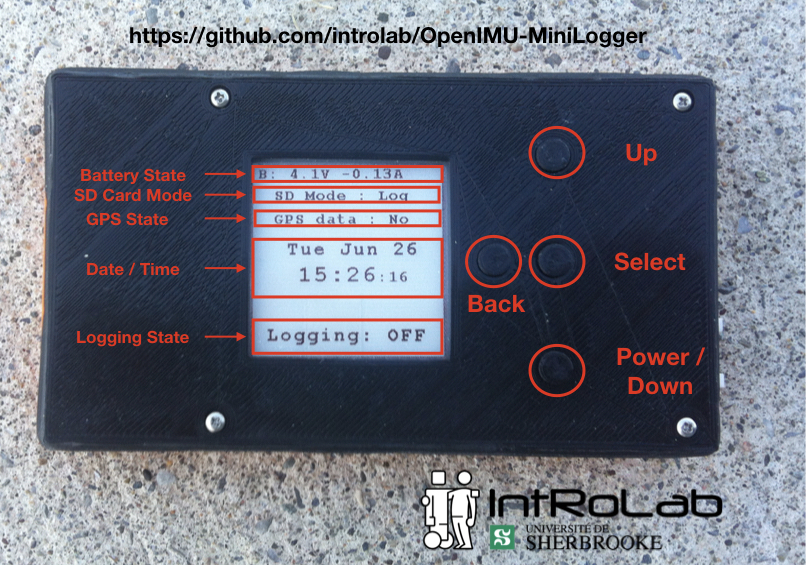 https://github.com/introlab/OpenIMU-MiniLogger
Up
Battery State
B: 4.1V -0.13A
SD Card Mode
SD Mode : Log
GPS State
GPS data : No
Date / Time
Tue Jun 26
15:26:16
Select
Back
Logging State
Logging: OFF
Power /
Down
IntRoLab
UNIVERSITÉ DE
SHERBROOKE